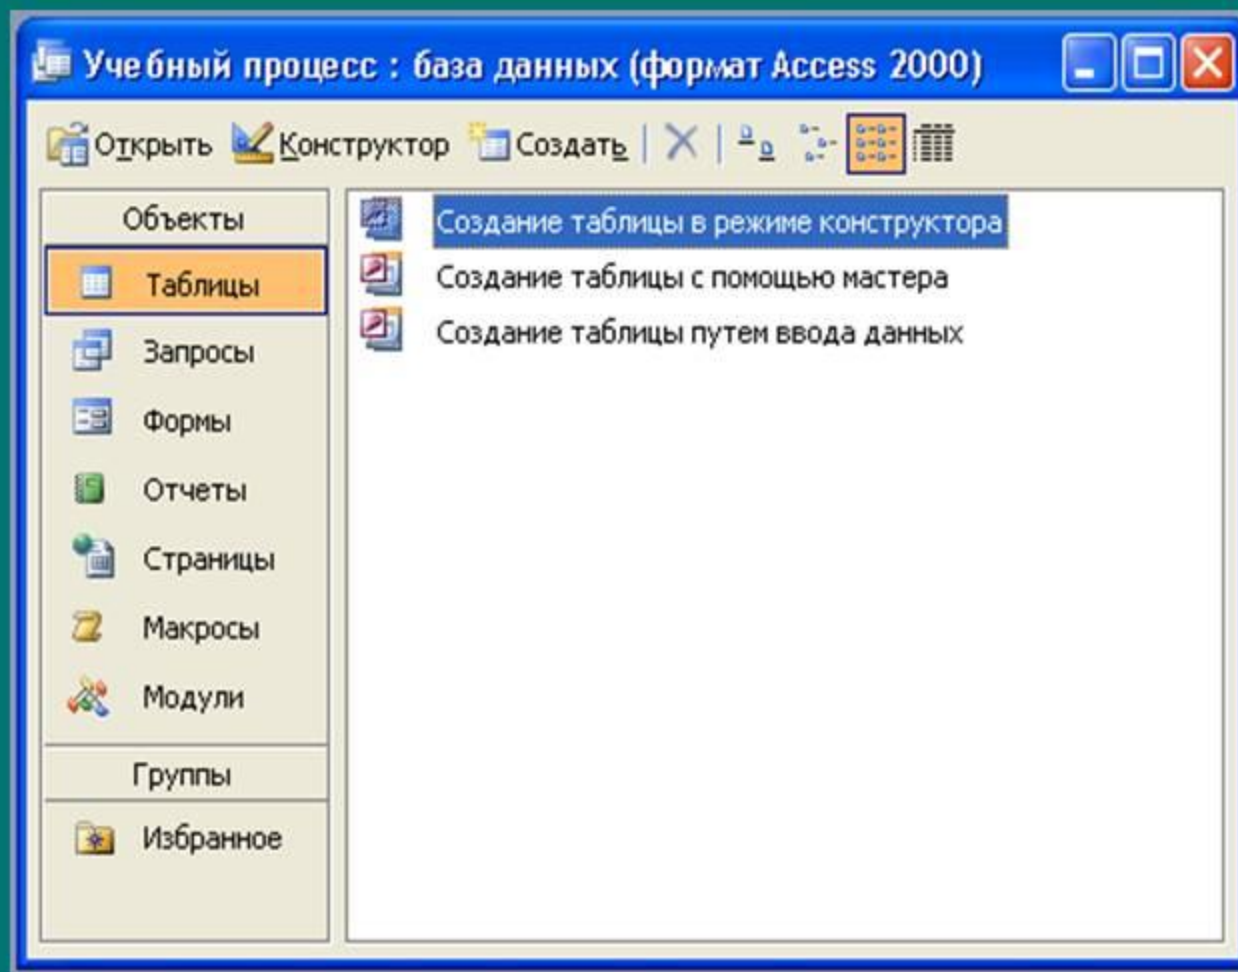 Учебный процесс : база данных (формат Access 2000)
Открыть Конструктор Создать
Объекты
Таблицы
Запросы
Формы
Отчеты
Страницы
Макросы
Модули
Группы
Избранное
Создание таблицы в режиме конструктора
Создание таблицы с помощью мастера
Создание таблицы путем ввода данных